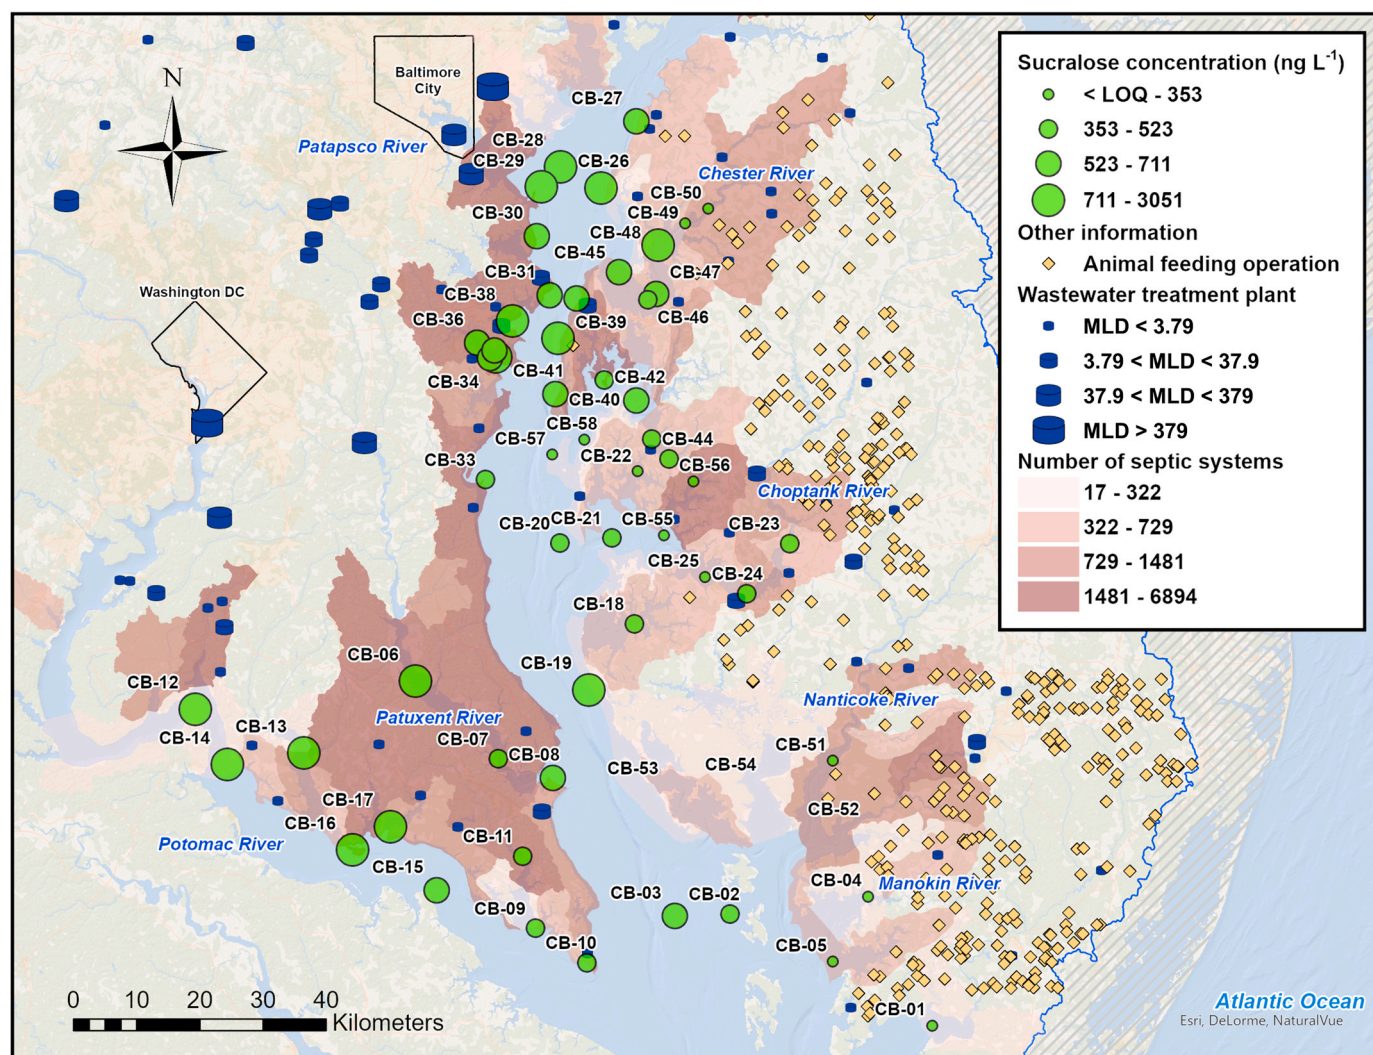 Sucralose concentration (ng L⁻¹)
< LOQ - 353
353 - 523
523 - 711
711 - 3051
Other information
Animal feeding operation
Wastewater treatment plant
MLD < 3.79
3.79 < MLD < 37.9
37.9 < MLD < 379
MLD > 379
Number of septic systems
17 - 322
322 - 729
729 - 1481
1481 - 6894
N
Baltimore
City
Patapsco River
CB-27
CB-28
CB-29
CB-26
Chester River
CB-50
CB-49
CB-30
CB-48
CB-45
CB-31
CB-47
Washington DC
CB-38
CB-36
CB-39
CB-46
CB-34
CB-41
CB-42
CB-40
CB-58
CB-57
CB-44
CB-22
CB-33
CB-56
Choptank River
CB-20
CB-21
CB-55
CB-23
CB-25
CB-24
CB-18
CB-06
CB-19
CB-12
Nanticoke River
CB-13
Patuxent River
CB-14
CB-07
CB-08
CB-51
CB-53
CB-54
CB-17
CB-52
CB-16
CB-11
Potomac River
CB-15
CB-04
Manokin River
CB-03
CB-02
CB-09
CB-10
CB-05
0 10 20 30 40
Kilometers
CB-01
Atlantic Ocean
Esri, DeLorme, NaturalVue